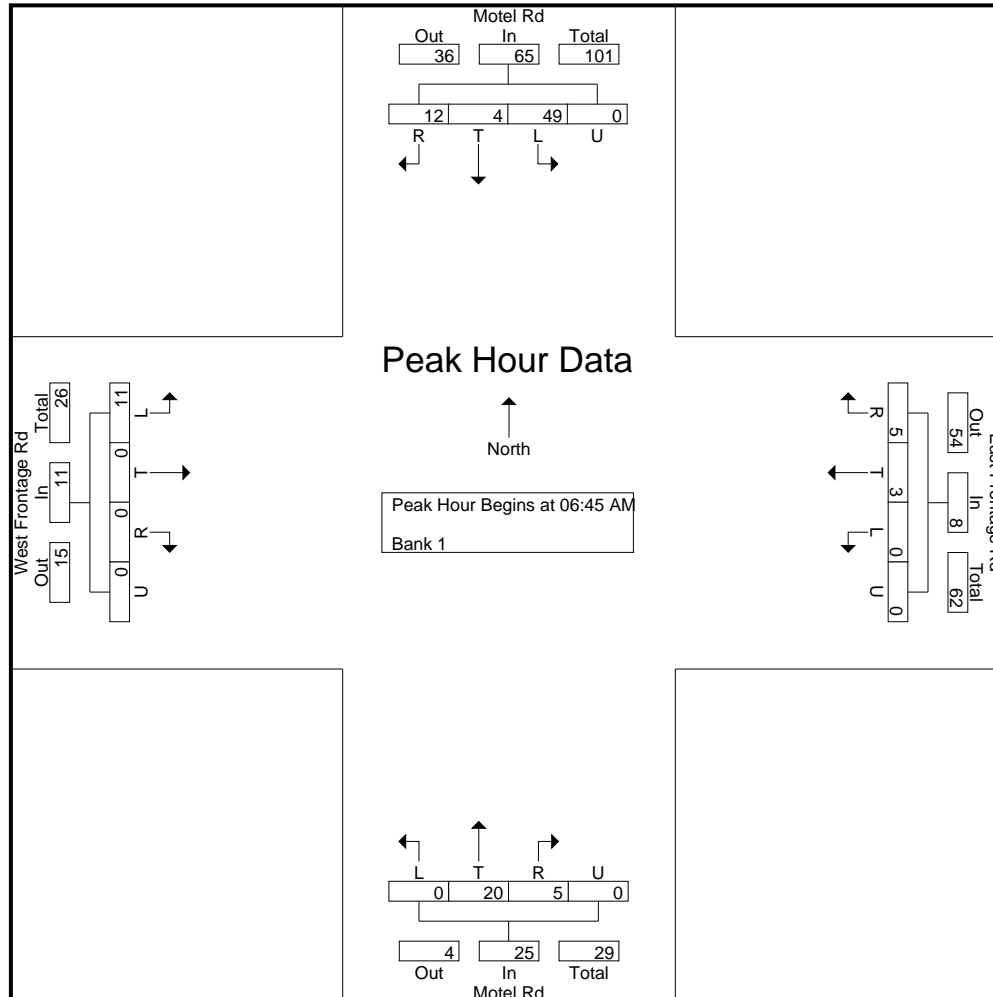 Motel Rd
Out In Total
36 65 101
12 4 49 0
R T L U
Peak Hour Data
North
Peak Hour Begins at 06:45 AM
Bank 1
West Frontage Rd
Total In Out
26 11 15
11 0 0 0
L T R U
East Frontage Rd
Out In Total
54 8 62
5 3 0 0
R T L U
L T R U
0 20 5 0
4 25 29
Out In Total
Motel Rd